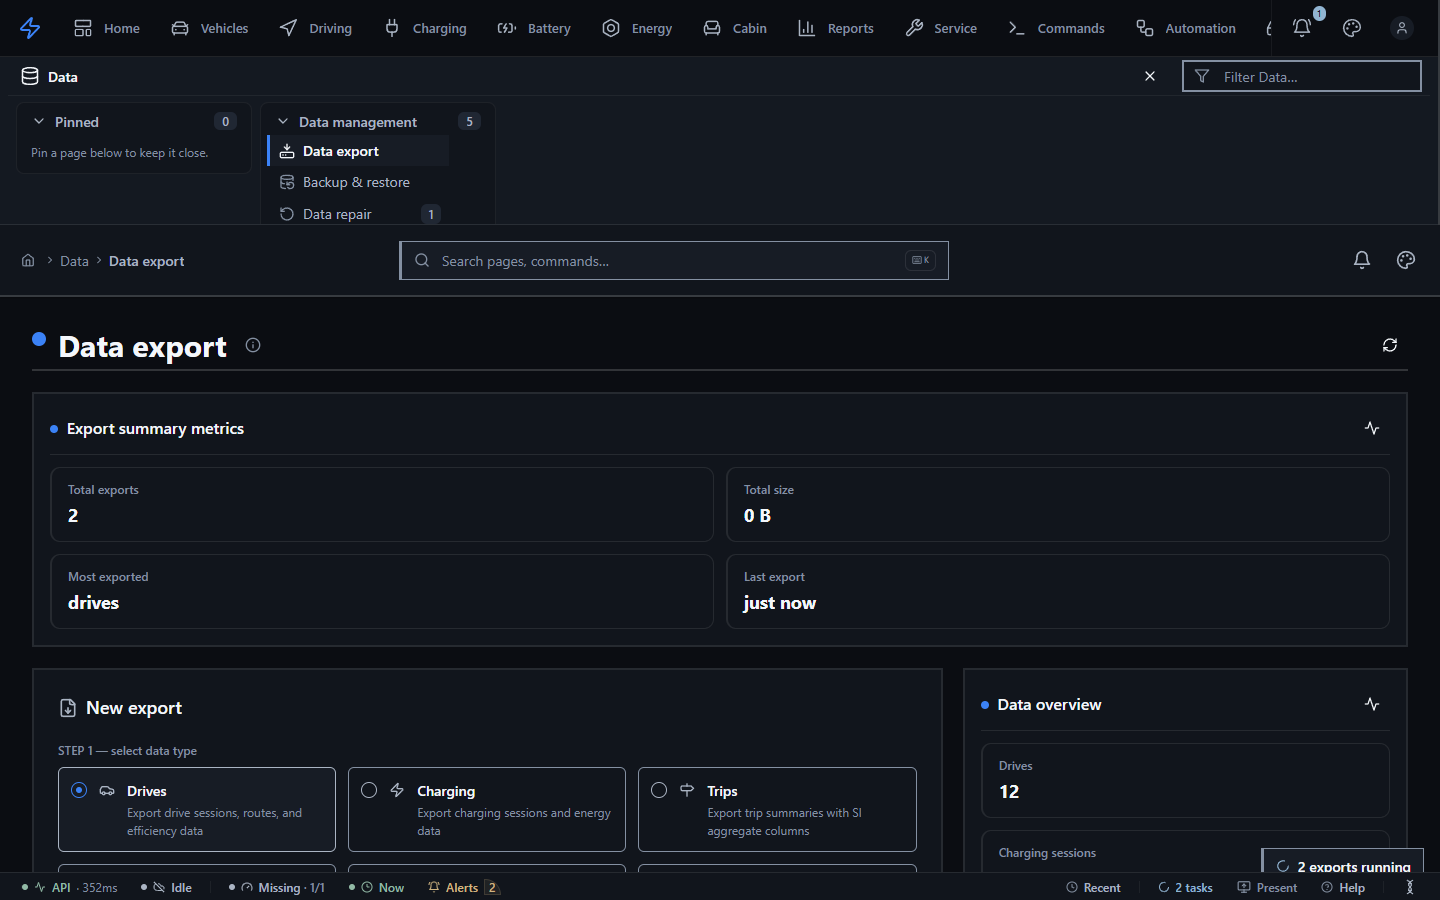 Home Vehicles Driving Charging Battery Energy Cabin Reports Service Commands Automation 1
Data
Filter Data...
Pinned 0
Pin a page below to keep it close.
Data management 5
Data export
Backup & restore
Data repair 1
Data Data export
Search pages, commands... K
Data export
Export summary metrics
Total exports
2
Total size
0 B
Most exported
drives
Last export
just now
New export
STEP 1 — select data type
Drives
Export drive sessions, routes, and
efficiency data
Charging
Export charging sessions and energy
data
Trips
Export trip summaries with SI
aggregate columns
Data overview
Drives
12
Charging sessions
2 exports running
API · 352ms Idle Missing · 1/1 Now Alerts 2 Recent 2 tasks Present Help